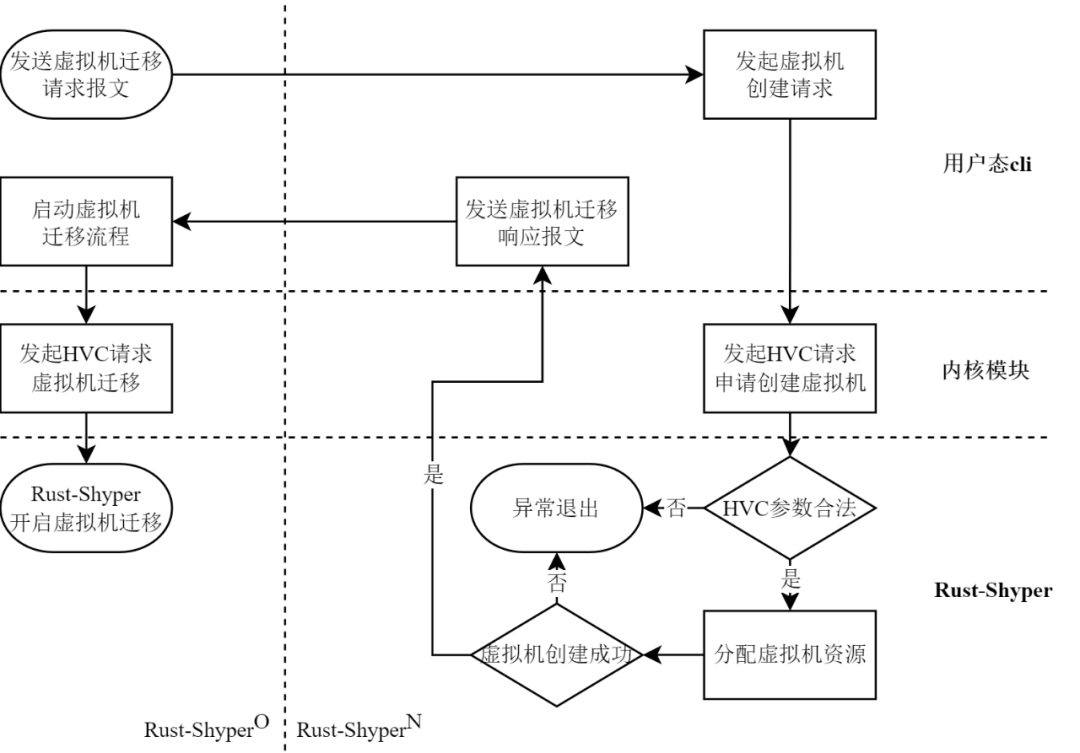 发送虚拟机迁移
请求报文
发起虚拟机
创建请求
用户态cli
启动虚拟机
迁移流程
发送虚拟机迁移
响应报文
发起HVC请求
虚拟机迁移
发起HVC请求
申请创建虚拟机
内核模块
是
Rust-Shyper
开启虚拟机迁移
异常退出
否
HVC参数合法
否
是
Rust-Shyper
虚拟机创建成功
分配虚拟机资源
Rust-Shyper^O
Rust-Shyper^N